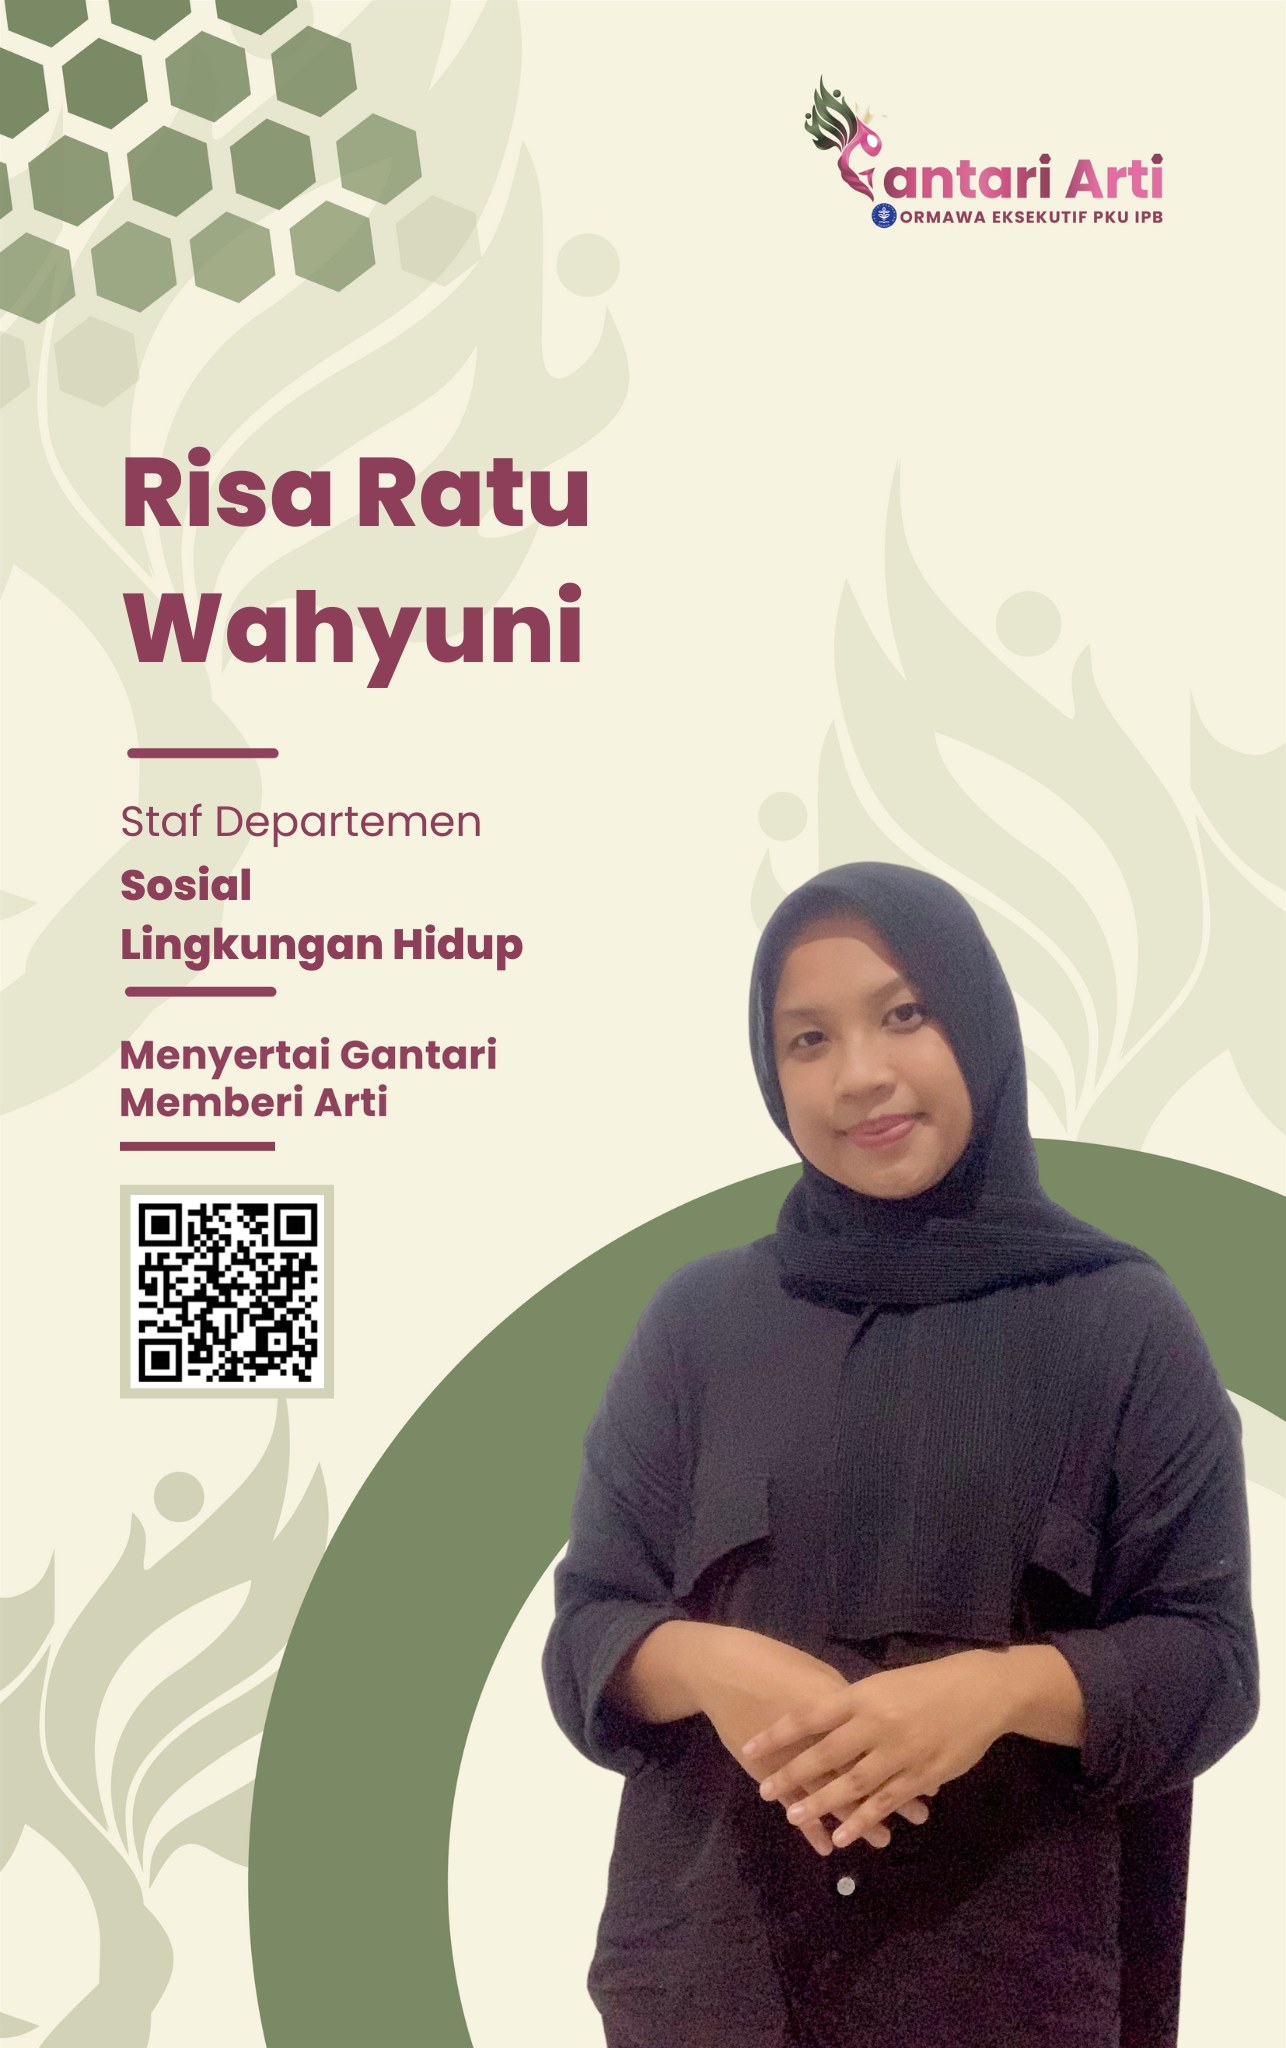 Gantari Arti
ORMAWA EKSEKUTIF PKU IPB
Risa Ratu
Wahyuni
Staf Departemen
Sosial
Lingkungan Hidup
Menyertai Gantari
Memberi Arti